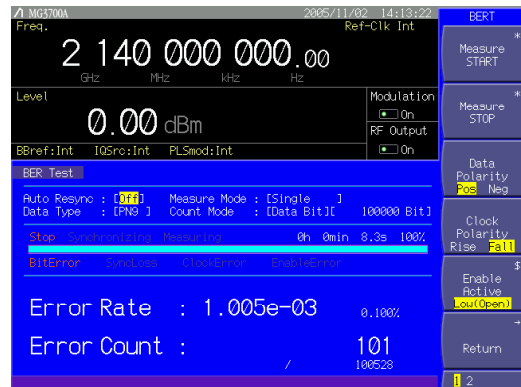 MG3700A 2005/11/02 14:13:22
Freq. Ref-Clk Int
2 140 000 000.00
GHz MHz kHz Hz
Level
0.00 dBm
Modulation
On
RF Output
On
BBref:Int IQSrc:Int PLSmod:Int
BER Test
Auto Resync : [Off] Measure Mode : [Single ]
Data Type : [PN9 ] Count Mode : [Data Bit][ 100000 Bit]
Stop Synchronizing Measuring 0h 0min 8.3s 100%
BitError SyncLoss ClockError EnableError
Error Rate : 1.005e-03 0.100%
Error Count : 101
/ 100528
BERT
*
Measure
START
*
Measure
STOP
Data
Polarity
Pos Neg
Clock
Polarity
Rise Fall
$
Enable
Active
Low(Open)
→
Return
1 2